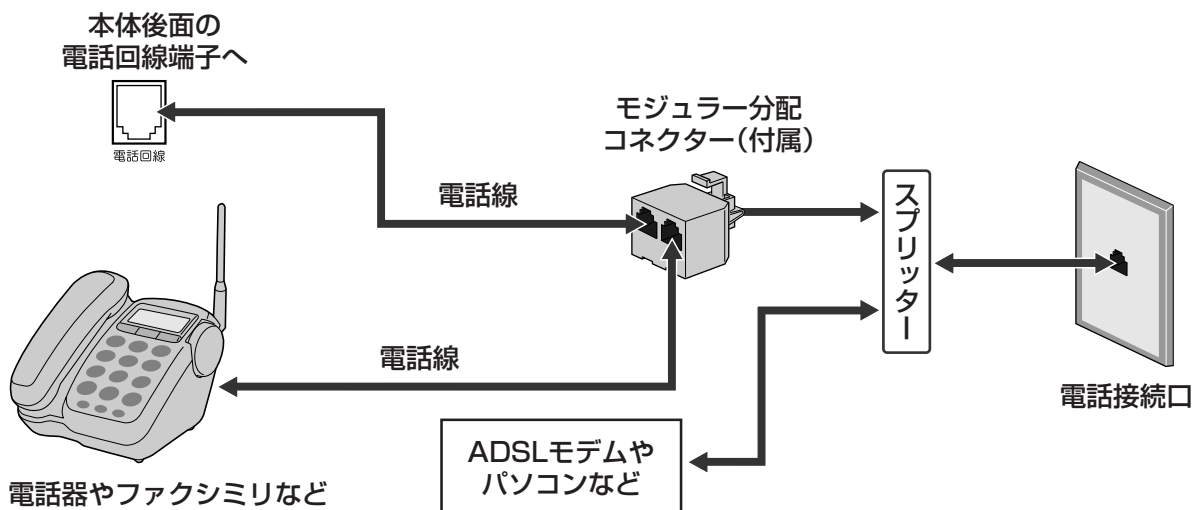 本体後面の
電話回線端子へ
電話回線
モジュラー分配
コネクター(付属)
電話線
スプリッター
電話線
電話接続口
ADSLモデムや
パソコンなど
電話器やファクシミリなど